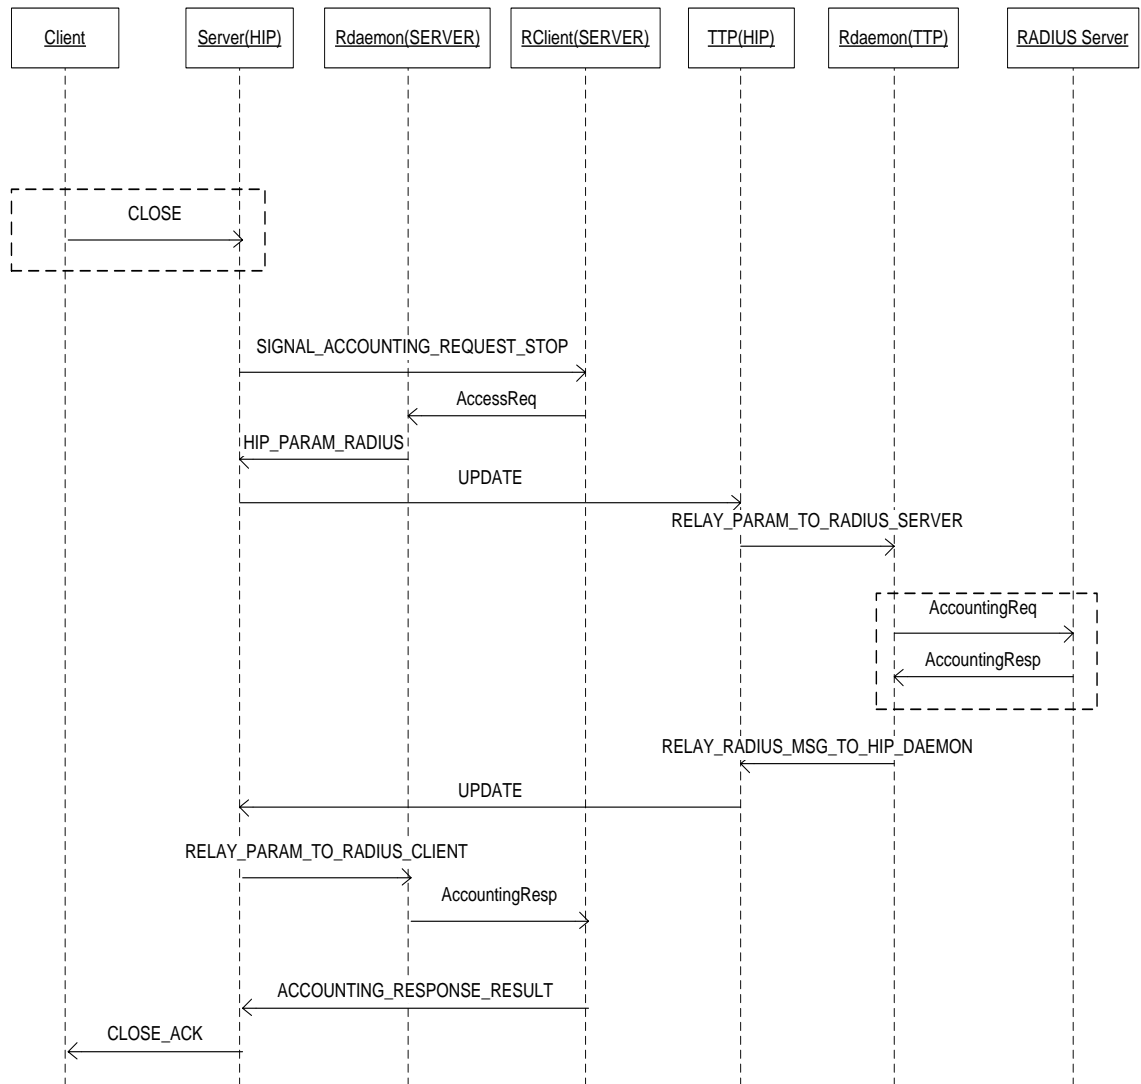 Client
Server(HIP)
Rdaemon(SERVER)
RClient(SERVER)
TTP(HIP)
Rdaemon(TTP)
RADIUS Server
CLOSE
SIGNAL_ACCOUNTING_REQUEST_STOP
AccessReq
HIP_PARAM_RADIUS
UPDATE
RELAY_PARAM_TO_RADIUS_SERVER
AccountingReq
AccountingResp
RELAY_RADIUS_MSG_TO_HIP_DAEMON
UPDATE
RELAY_PARAM_TO_RADIUS_CLIENT
AccountingResp
ACCOUNTING_RESPONSE_RESULT
CLOSE_ACK